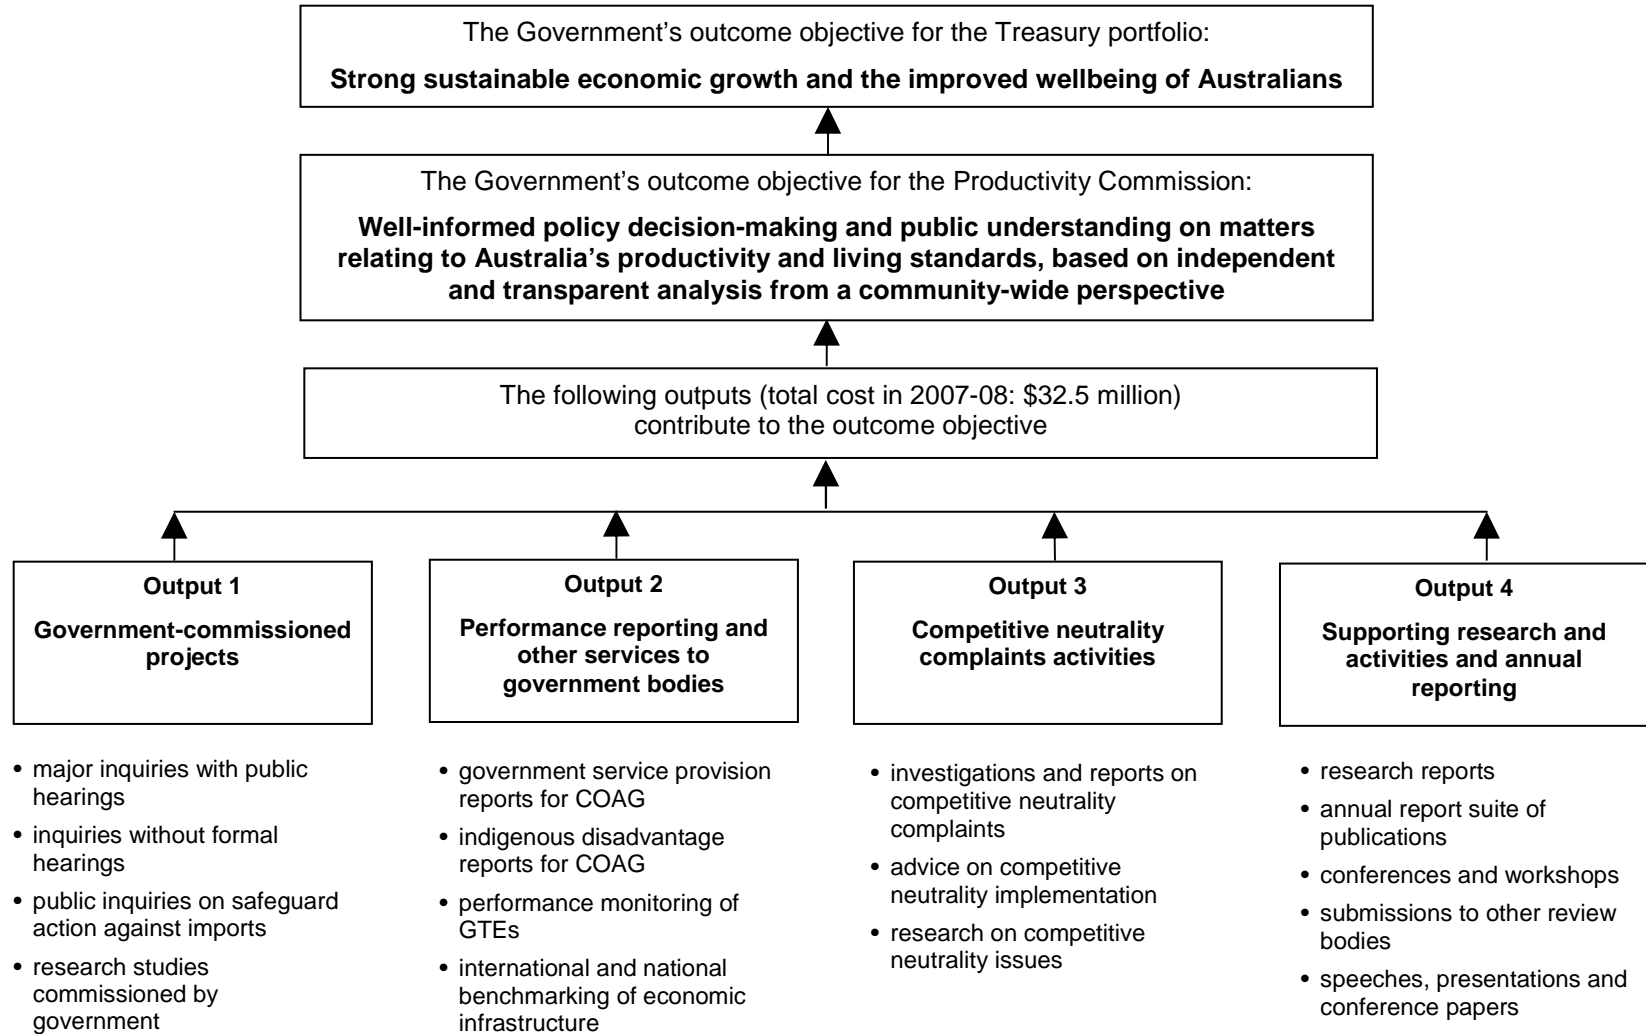 The Government’s outcome objective for the Treasury portfolio:
Strong sustainable economic growth and the improved wellbeing of Australians
The Government’s outcome objective for the Productivity Commission:
Well-informed policy decision-making and public understanding on matters
relating to Australia’s productivity and living standards, based on independent
and transparent analysis from a community-wide perspective
The following outputs (total cost in 2007-08: $32.5 million)
contribute to the outcome objective
Output 1
Government-commissioned
projects
• major inquiries with public
hearings
• inquiries without formal
hearings
• public inquiries on safeguard
action against imports
• research studies
commissioned by
government
Output 2
Performance reporting and
other services to
government bodies
• government service provision
reports for COAG
• indigenous disadvantage
reports for COAG
• performance monitoring of
GTEs
• international and national
benchmarking of economic
infrastructure
Output 3
Competitive neutrality
complaints activities
• investigations and reports on
competitive neutrality
complaints
• advice on competitive
neutrality implementation
• research on competitive
neutrality issues
Output 4
Supporting research and
activities and annual
reporting
• research reports
• annual report suite of
publications
• conferences and workshops
• submissions to other review
bodies
• speeches, presentations and
conference papers